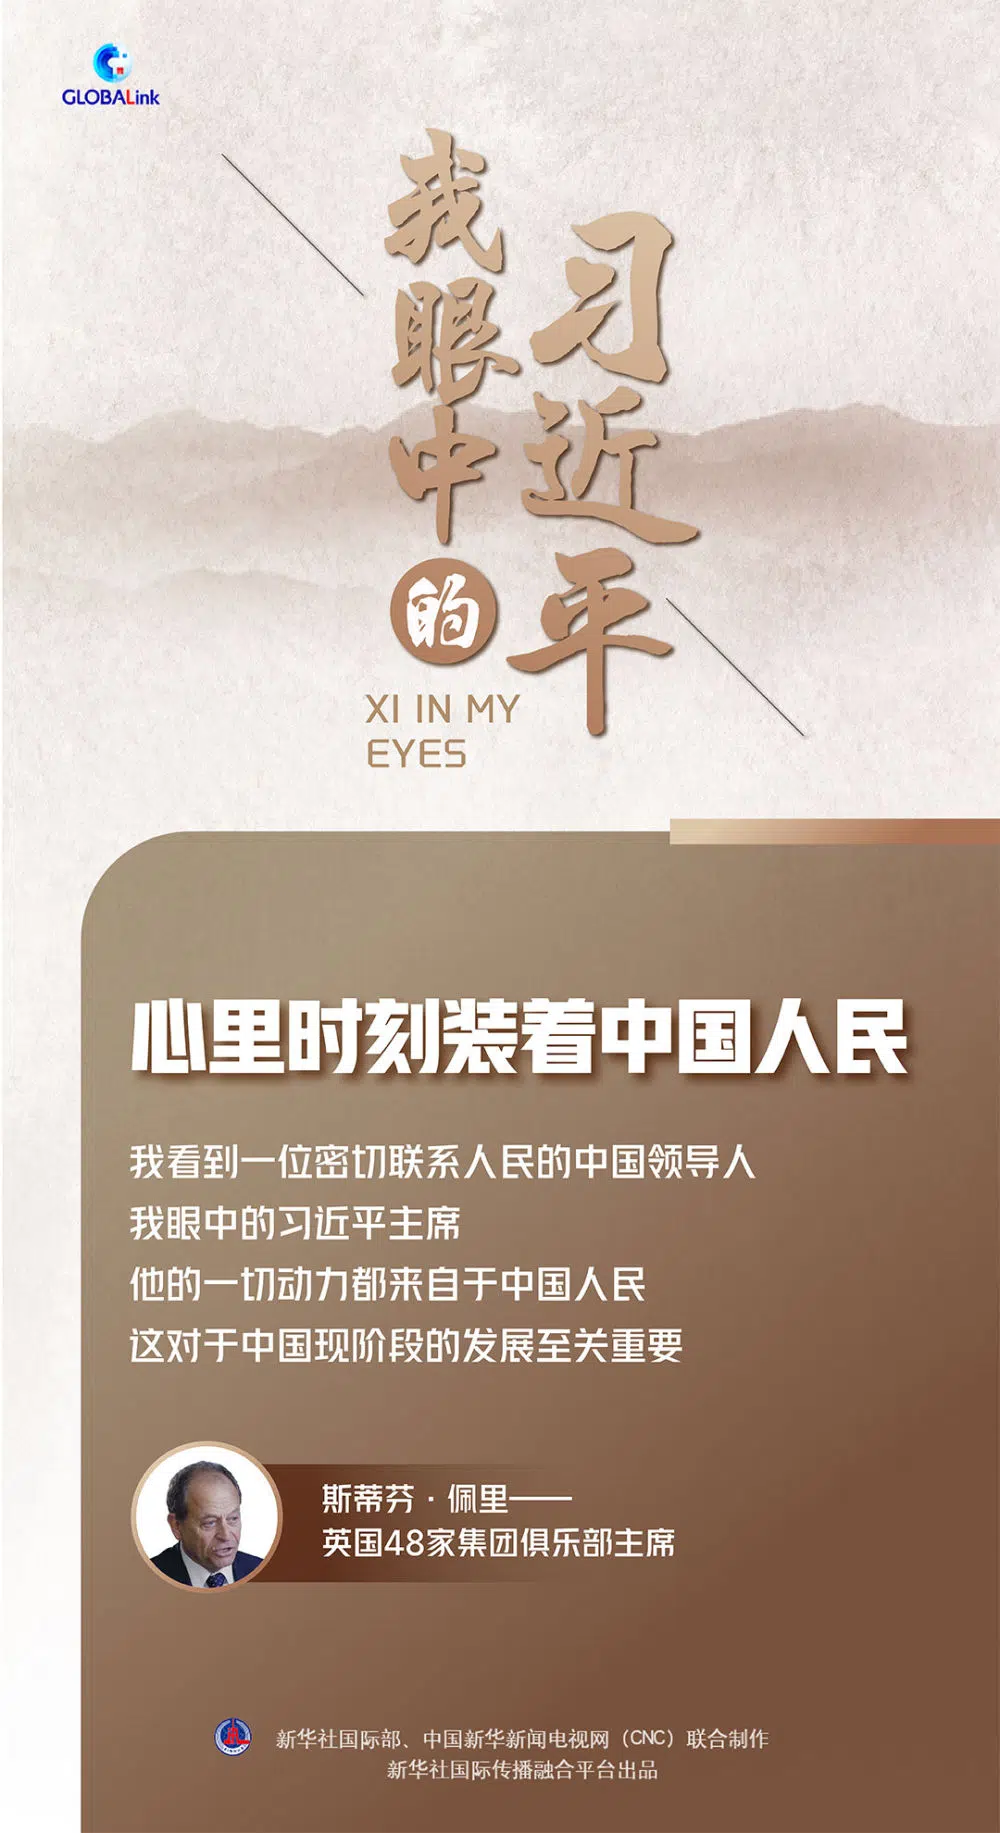 GLOBALink
我眼中的
习近平
XI IN MY
EYES
心里时刻装着中国人民
我看到一位密切联系人民的中国领导人
我眼中的习近平主席
他的一切动力都来自于中国人民
这对于中国现阶段的发展至关重要
斯蒂芬·佩里——
英国48家集团俱乐部主席
新华社国际部、中国新华新闻电视网（CNC）联合制作
新华社国际传播融合平台出品